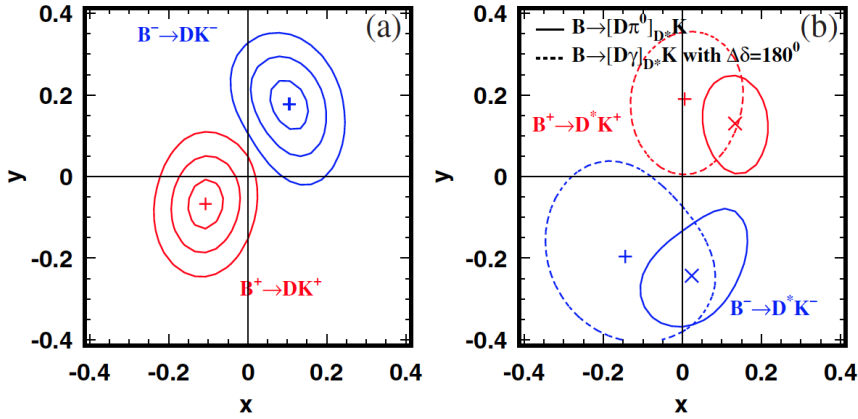 (a)
B⁻→DK⁻
B⁺→DK⁺
y
0.4
0.2
0
-0.2
-0.4
-0.4 -0.2 0 0.2 0.4
x
(b)
B→[Dπ⁰]D*K
B→[Dγ]D*K with Δδ=180⁰
B⁺→D*K⁺
B⁻→D*K⁻
y
0.4
0.2
0
-0.2
-0.4
-0.4 -0.2 0 0.2 0.4
x